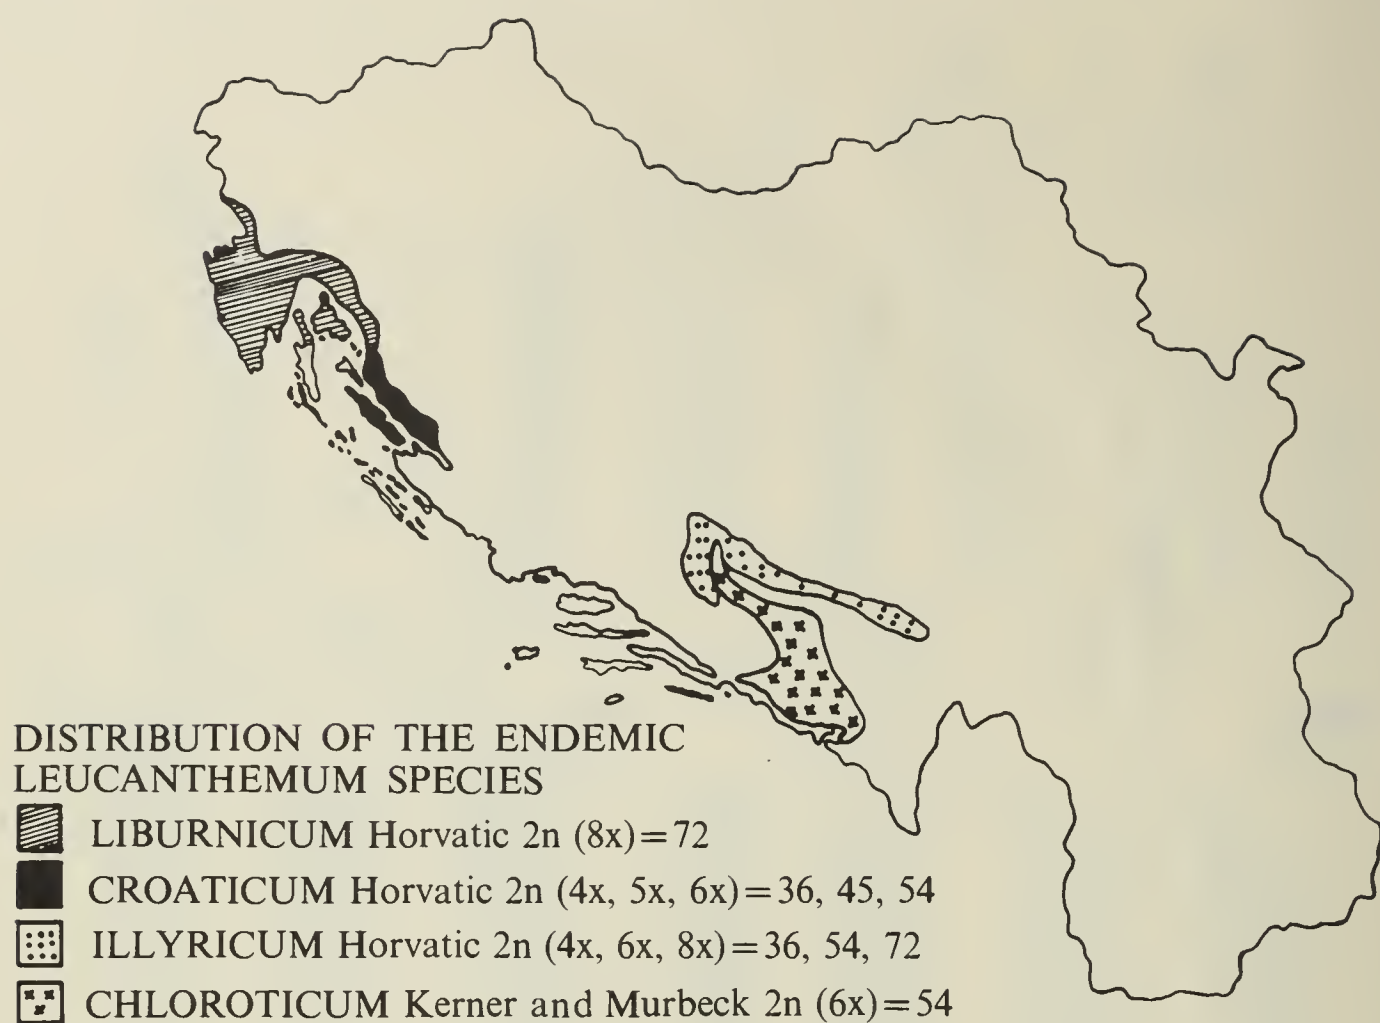 DISTRIBUTION OF THE ENDEMIC
LEUCANTHEMUM SPECIES
LIBURNICUM Horvatic 2n (8x)=72
CROATICUM Horvatic 2n (4x, 5x, 6x)=36, 45, 54
ILLYRICUM Horvatic 2n (4x, 6x, 8x)=36, 54, 72
CHLOROTICUM Kerner and Murbeck 2n (6x)=54